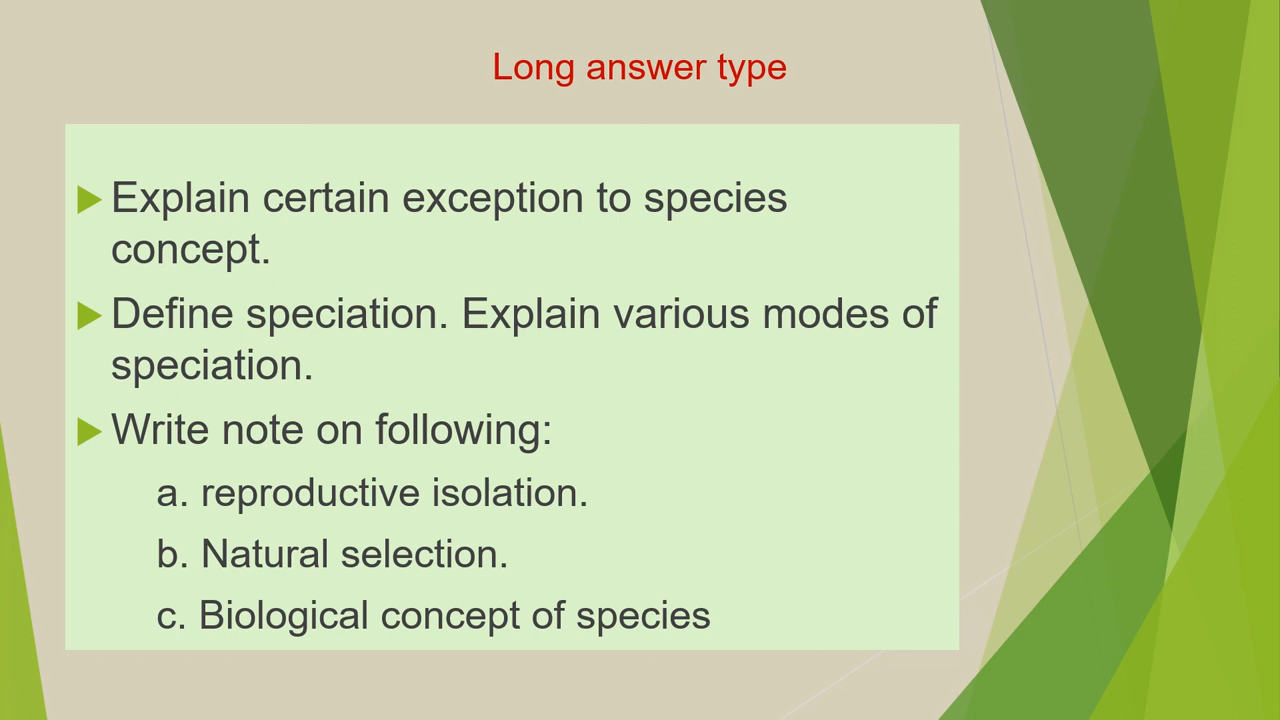 Long answer type
Explain certain exception to species
concept.
Define speciation. Explain various modes of
speciation.
Write note on following:
a. reproductive isolation.
b. Natural selection.
c. Biological concept of species